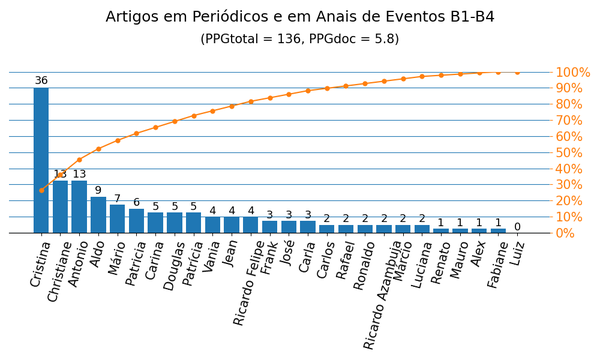 Artigos em Periódicos e em Anais de Eventos B1-B4
(PPGtotal = 136, PPGdoc = 5.8)
36
13
13
9
7
6
5
5
5
4
4
4
3
3
3
2
2
2
2
2
2
1
1
1
1
0
100%
90%
80%
70%
60%
50%
40%
30%
20%
10%
0%
Cristina
Christiane
Antonio
Aldo
Mário
Patricia
Carina
Douglas
Patrícia
Vania
Jean
Ricardo Felipe
Frank
José
Carla
Carlos
Rafael
Ronaldo
Ricardo Azambuja
Márcio
Luciana
Renato
Mauro
Alex
Fabiane
Luiz